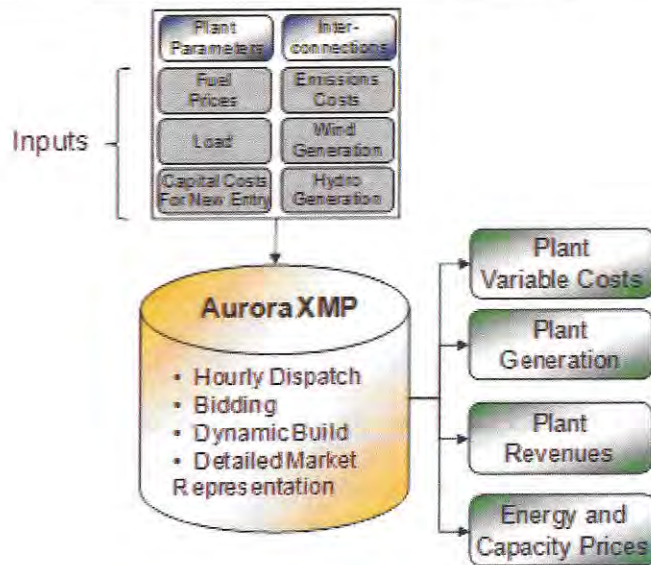 Plant
Parameters
Inter-
connections
Inputs
Fuel
Prices
Emissions
Costs
Load
Wind
Generation
Capital Costs
For New Entry
Hydro
Generation
AuroraXMP
• Hourly Dispatch
• Bidding
• Dynamic Build
• Detailed Market
Representation
Plant
Variable Costs
Plant
Generation
Plant
Revenues
Energy and
Capacity Prices